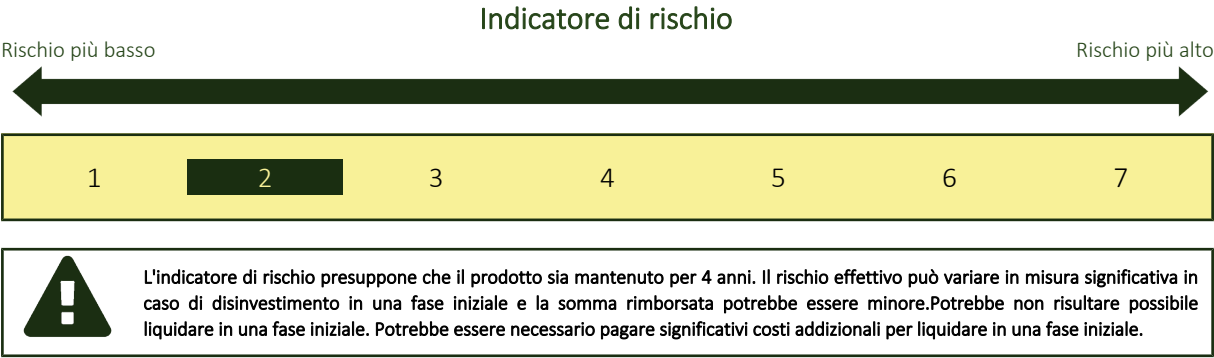 Indicatore di rischio
Rischio più basso
Rischio più alto
1 2 3 4 5 6 7
L'indicatore di rischio presuppone che il prodotto sia mantenuto per 4 anni. Il rischio effettivo può variare in misura significativa in
caso di disinvestimento in una fase iniziale e la somma rimborsata potrebbe essere minore.Potrebbe non risultare possibile
liquidare in una fase iniziale. Potrebbe essere necessario pagare significativi costi addizionali per liquidare in una fase iniziale.